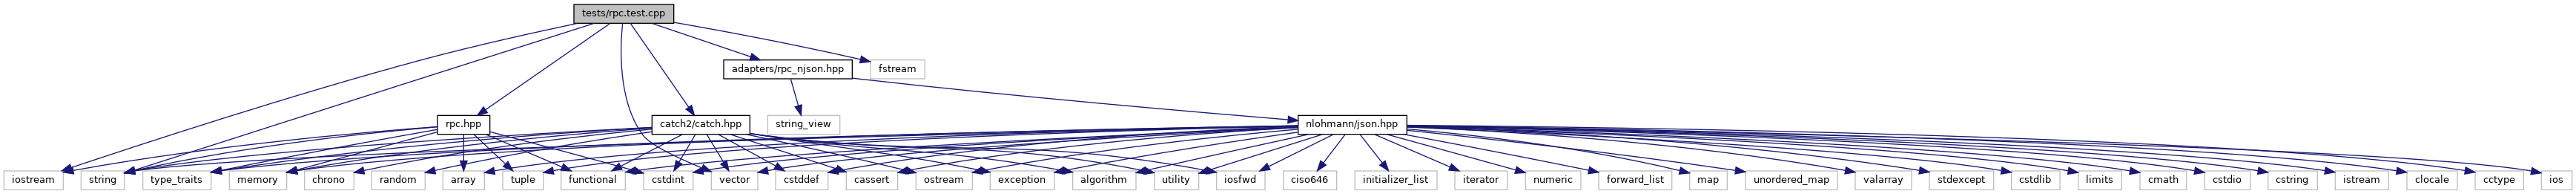 tests/rpc.test.cpp
adapters/rpc_njson.hpp
fstream
rpc.hpp
catch2/catch.hpp
string_view
nlohmann/json.hpp
iostream
string
type_traits
memory
chrono
random
array
tuple
functional
cstdint
vector
cstddef
cassert
ostream
exception
algorithm
utility
iosfwd
ciso646
initializer_list
iterator
numeric
forward_list
map
unordered_map
valarray
stdexcept
cstdlib
limits
cmath
cstdio
cstring
istream
clocale
cctype
ios